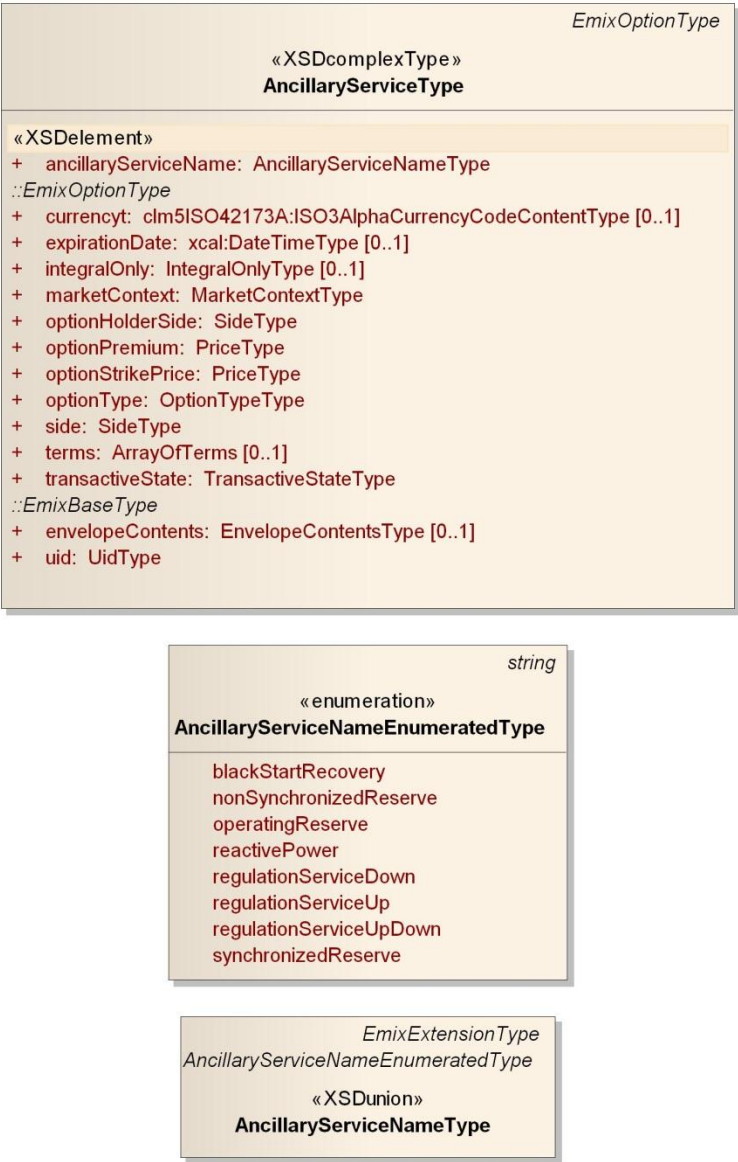 EmixOptionType
«XSDcomplexType»
AncillaryServiceType
«XSDelement»
+ ancillaryServiceName: AncillaryServiceNameType
::EmixOptionType
+ currencyt: clm5ISO42173A:ISO3AlphaCurrencyCodeContentType [0..1]
+ expirationDate: xcal:DateTimeType [0..1]
+ integralOnly: IntegralOnlyType [0..1]
+ marketContext: MarketContextType
+ optionHolderSide: SideType
+ optionPremium: PriceType
+ optionStrikePrice: PriceType
+ optionType: OptionTypeType
+ side: SideType
+ terms: ArrayOfTerms [0..1]
+ transactiveState: TransactiveStateType
::EmixBaseType
+ envelopeContents: EnvelopeContentsType [0..1]
+ uid: UidType
string
«enumeration»
AncillaryServiceNameEnumeratedType
blackStartRecovery
nonSynchronizedReserve
operatingReserve
reactivePower
regulationServiceDown
regulationServiceUp
regulationServiceUpDown
synchronizedReserve
EmixExtensionType
AncillaryServiceNameEnumeratedType
«XSDunion»
AncillaryServiceNameType